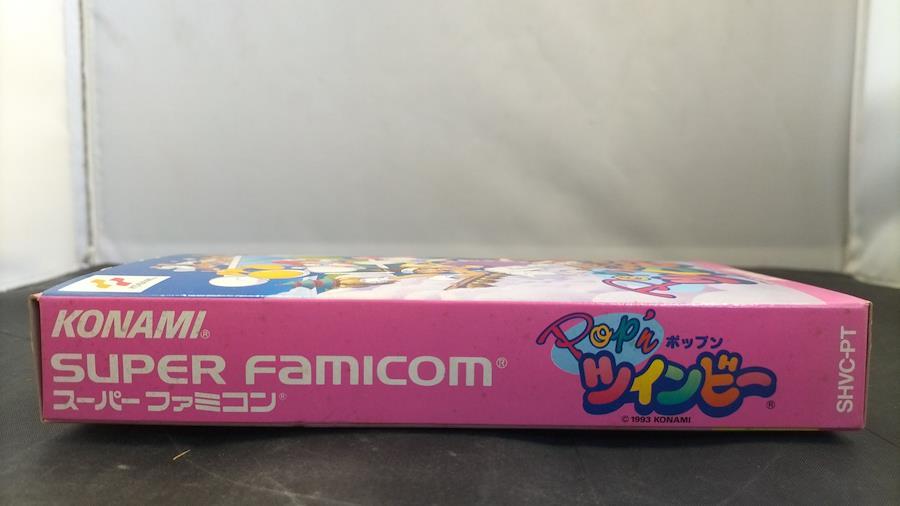 KONAMI®
SUPER FAMICOM®
スーパーファミコン®
Pop'n ポップン
ツインビー®
© 1993 KONAMI
SHVC-PT